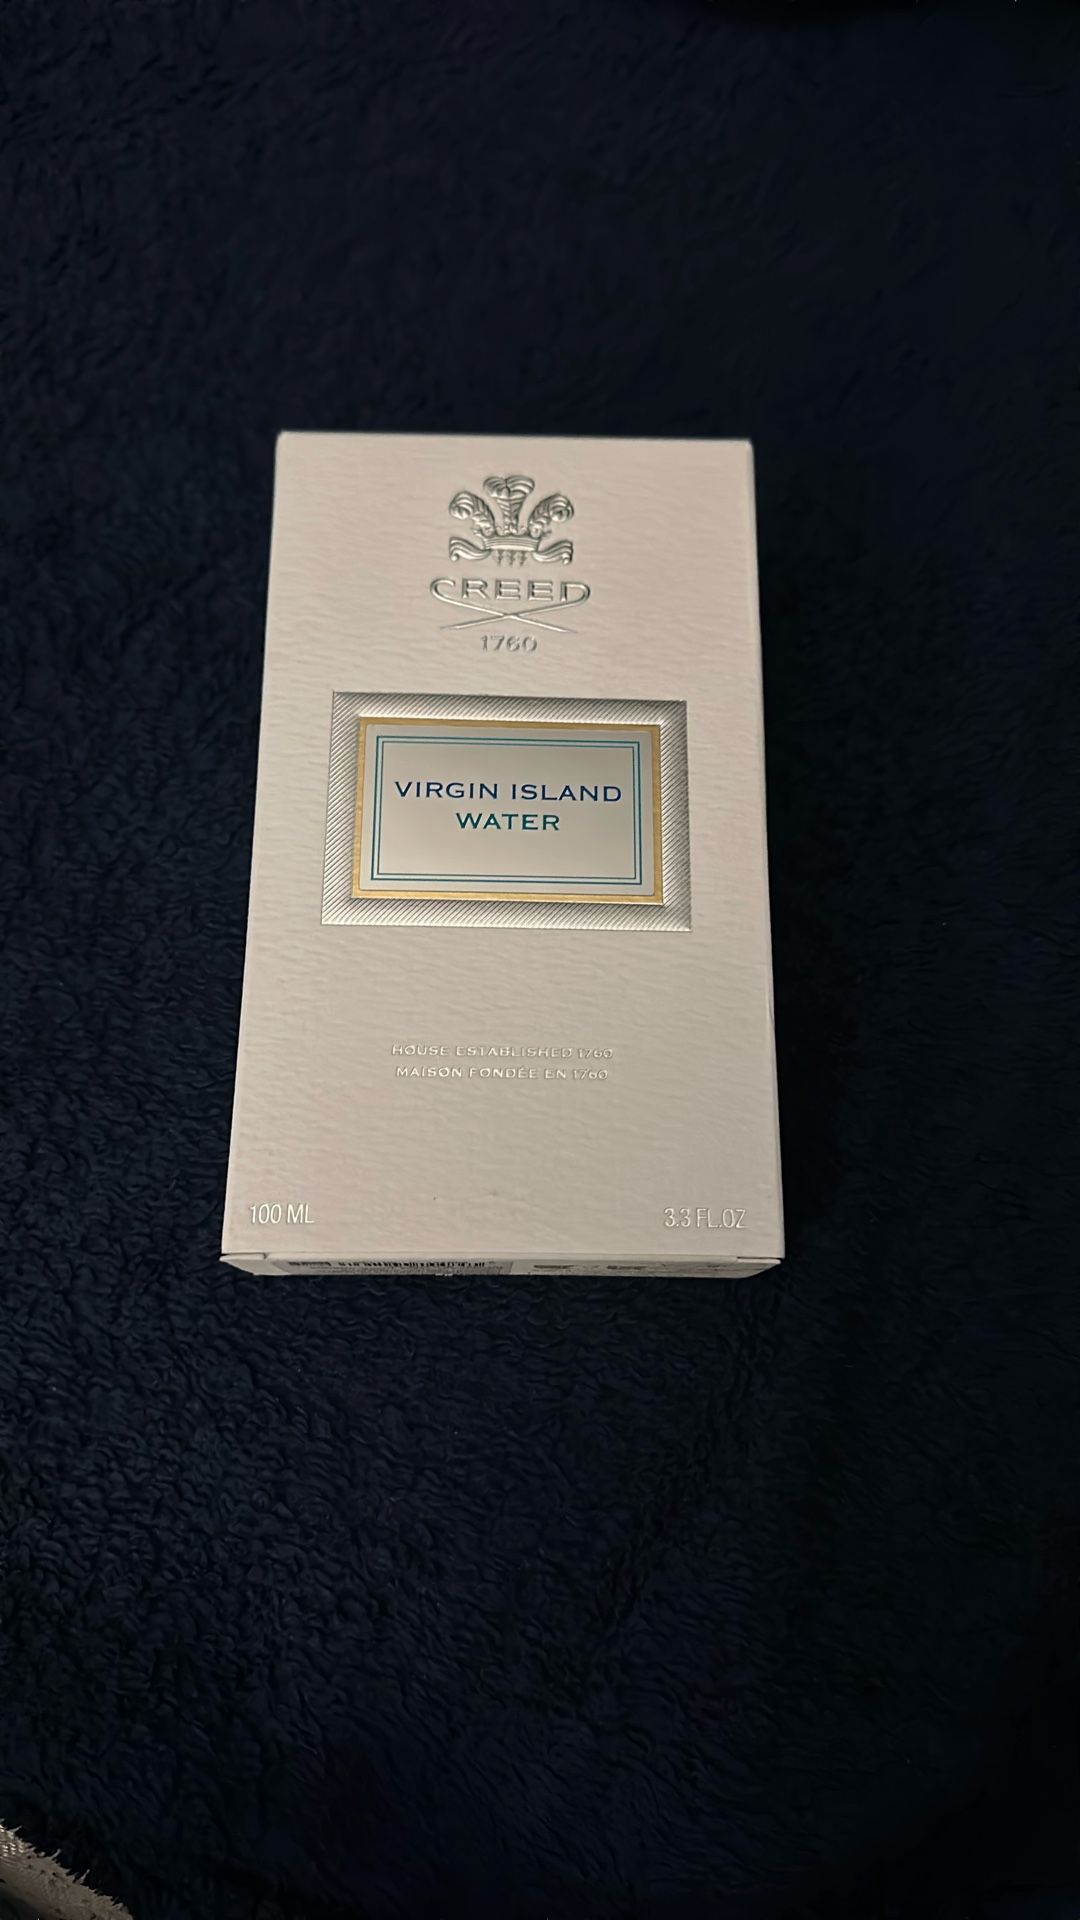 CREED
1760
VIRGIN ISLAND
WATER
HOUSE ESTABLISHED 1760
MAISON FONDÉE EN 1760
100 ML
3.3 FL.OZ